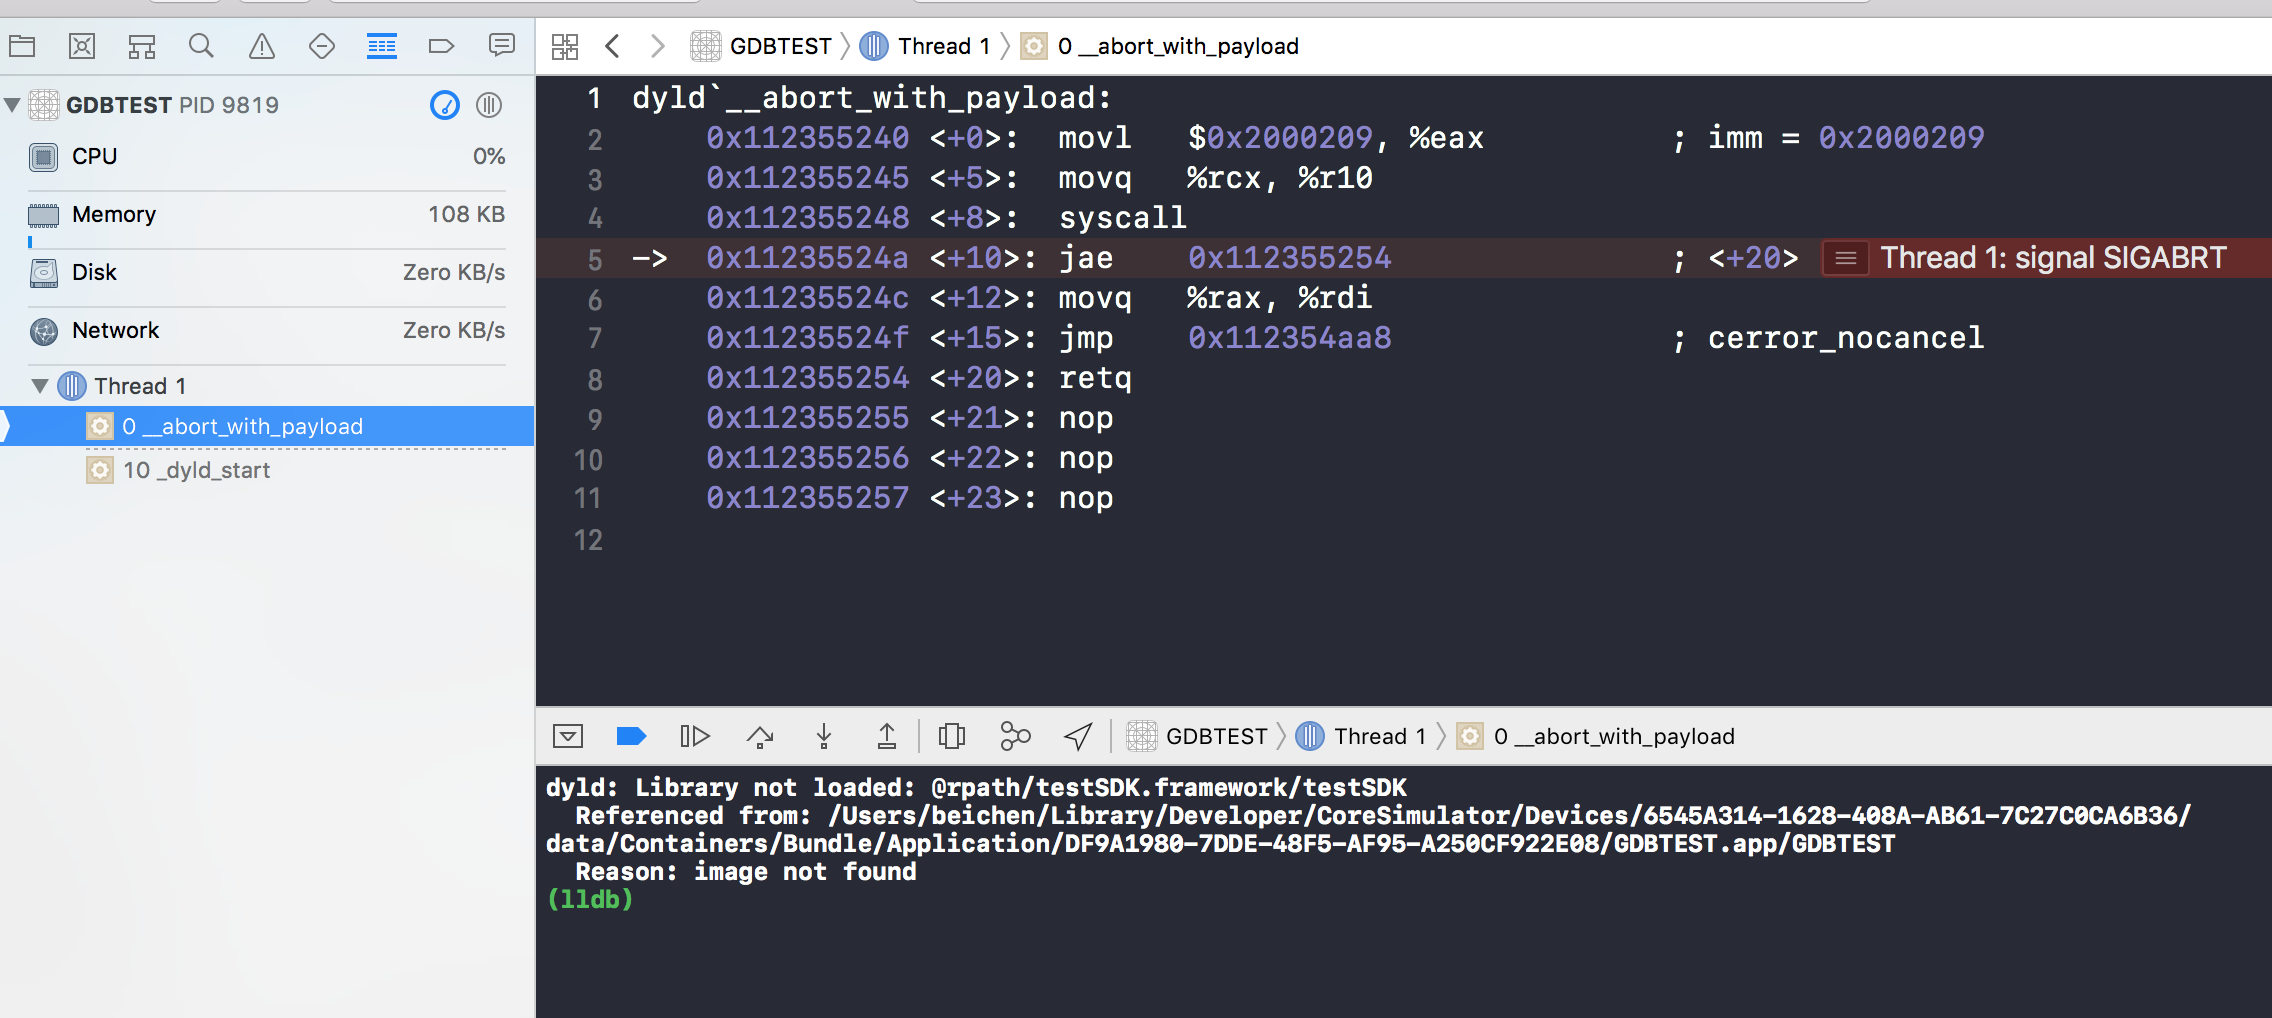 GDBTEST PID 9819
CPU 0%
Memory 108 KB
Disk Zero KB/s
Network Zero KB/s
Thread 1
0 __abort_with_payload
10 _dyld_start
GDBTEST Thread 1 0 __abort_with_payload
1 dyld`__abort_with_payload:
2 0x112355240 <+0>: movl $0x2000209, %eax ; imm = 0x2000209
3 0x112355245 <+5>: movq %rcx, %r10
4 0x112355248 <+8>: syscall
5 -> 0x11235524a <+10>: jae 0x112355254 ; <+20> Thread 1: signal SIGABRT
6 0x11235524c <+12>: movq %rax, %rdi
7 0x11235524f <+15>: jmp 0x112354aa8 ; cerror_nocancel
8 0x112355254 <+20>: retq
9 0x112355255 <+21>: nop
10 0x112355256 <+22>: nop
11 0x112355257 <+23>: nop
12
GDBTEST Thread 1 0 __abort_with_payload
dyld: Library not loaded: @rpath/testSDK.framework/testSDK
Referenced from: /Users/beichen/Library/Developer/CoreSimulator/Devices/6545A314-1628-408A-AB61-7C27C0CA6B36/
data/Containers/Bundle/Application/DF9A1980-7DDE-48F5-AF95-A250CF922E08/GDBTEST.app/GDBTEST
Reason: image not found
(lldb)